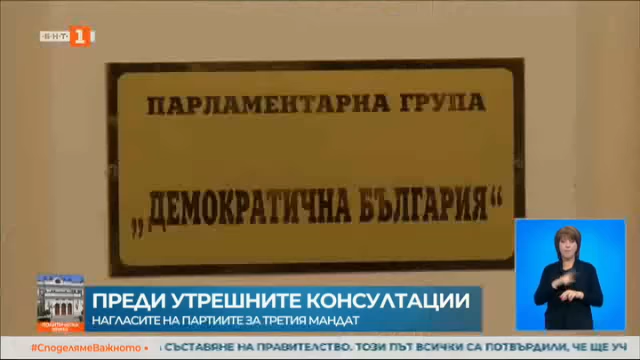 БНТ 1
ПАРЛАМЕНТАРНА ГРУПА
„ДЕМОКРАТИЧНА БЪЛГАРИЯ“
ПРЕДИ УТРЕШНИТЕ КОНСУЛТАЦИИ
НАГЛАСИТЕ НА ПАРТИИТЕ ЗА ТРЕТИЯ МАНДАТ
#СподелямеВажното СЪСТАВЯНЕ НА ПРАВИТЕЛСТВО. ТОЗИ ПЪТ ВСИЧКИ СА ПОТВЪРДИЛИ, ЧЕ ЩЕ УЧ